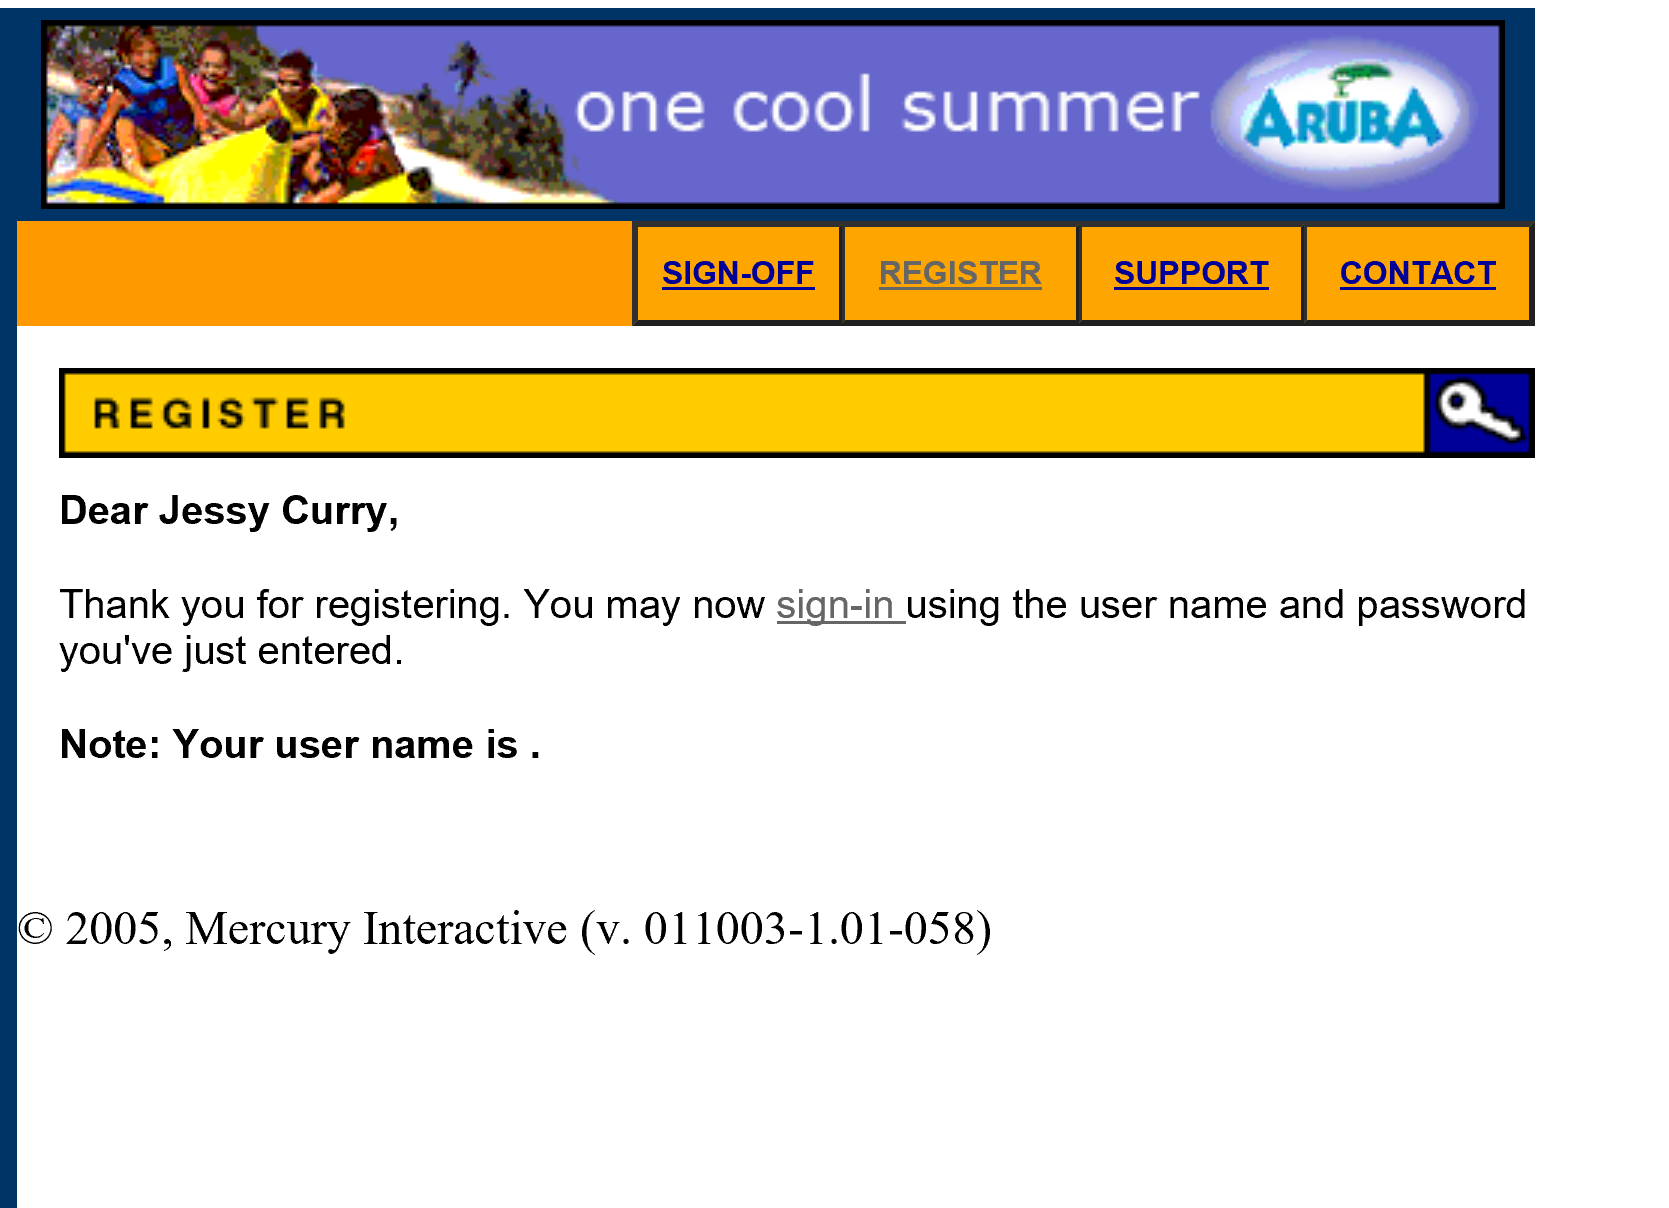 one cool summer ARUBA
SIGN-OFF REGISTER SUPPORT CONTACT
REGISTER
Dear Jessy Curry,
Thank you for registering. You may now sign-in using the user name and password
you've just entered.
Note: Your user name is .
© 2005, Mercury Interactive (v. 011003-1.01-058)